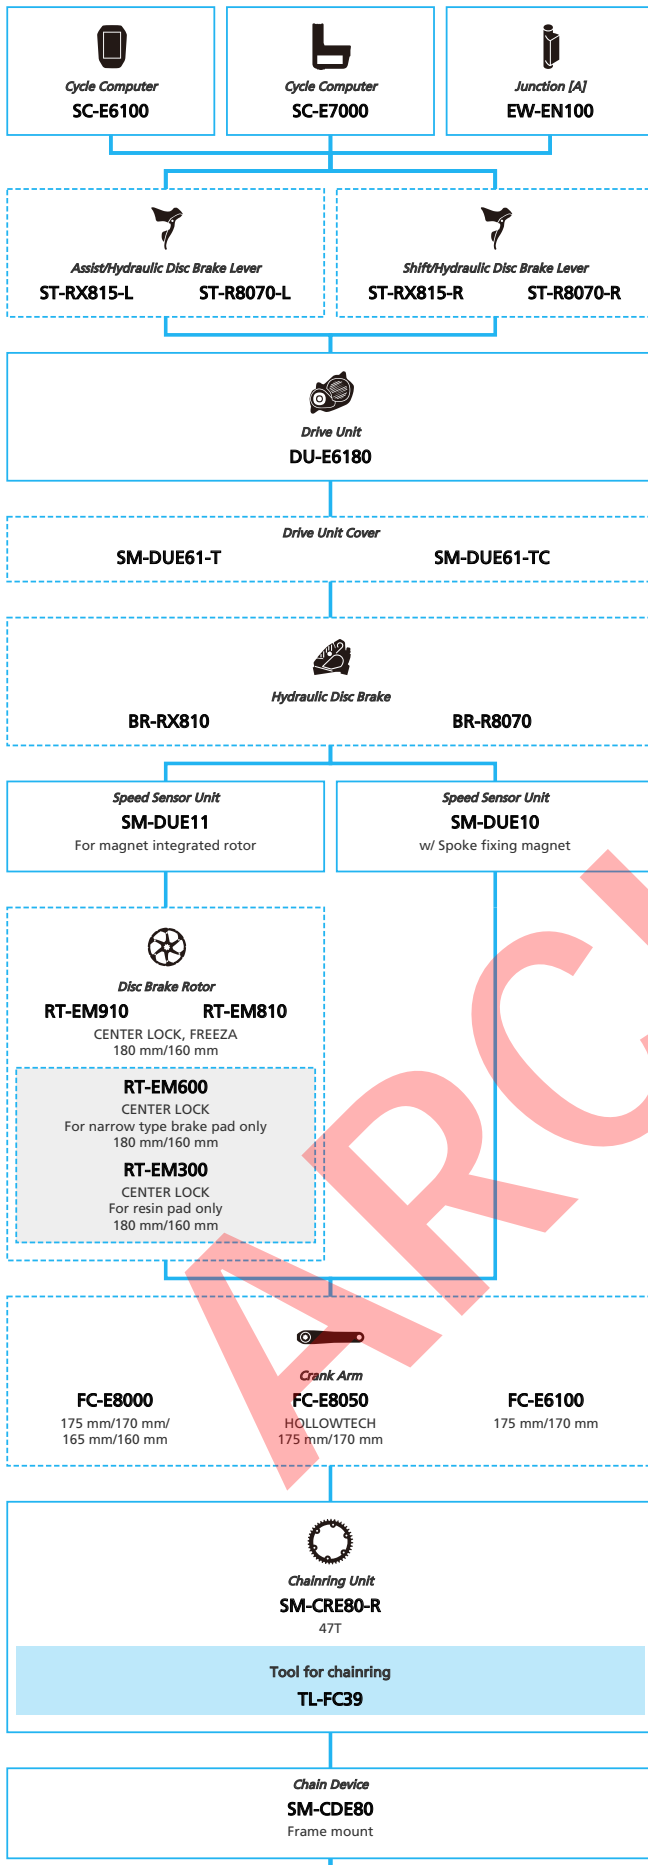 Cycle Computer
SC-E6100
Cycle Computer
SC-E7000
Junction [A]
EW-EN100
Assist/Hydraulic Disc Brake Lever
ST-RX815-L ST-R8070-L
Shift/Hydraulic Disc Brake Lever
ST-RX815-R ST-R8070-R
Drive Unit
DU-E6180
Drive Unit Cover
SM-DUE61-T SM-DUE61-TC
Hydraulic Disc Brake
BR-RX810 BR-R8070
Speed Sensor Unit
SM-DUE11
For magnet integrated rotor
Speed Sensor Unit
SM-DUE10
w/ Spoke fixing magnet
Disc Brake Rotor
RT-EM910 RT-EM810
CENTER LOCK, FREEZA
180 mm/160 mm
RT-EM600
CENTER LOCK
For narrow type brake pad only
180 mm/160 mm
RT-EM300
CENTER LOCK
For resin pad only
180 mm/160 mm
Crank Arm
FC-E8000
175 mm/170 mm/
165 mm/160 mm
FC-E8050
HOLLOWTECH
175 mm/170 mm
FC-E6100
175 mm/170 mm
Chainring Unit
SM-CRE80-R
47T
Tool for chainring
TL-FC39
Chain Device
SM-CDE80
Frame mount